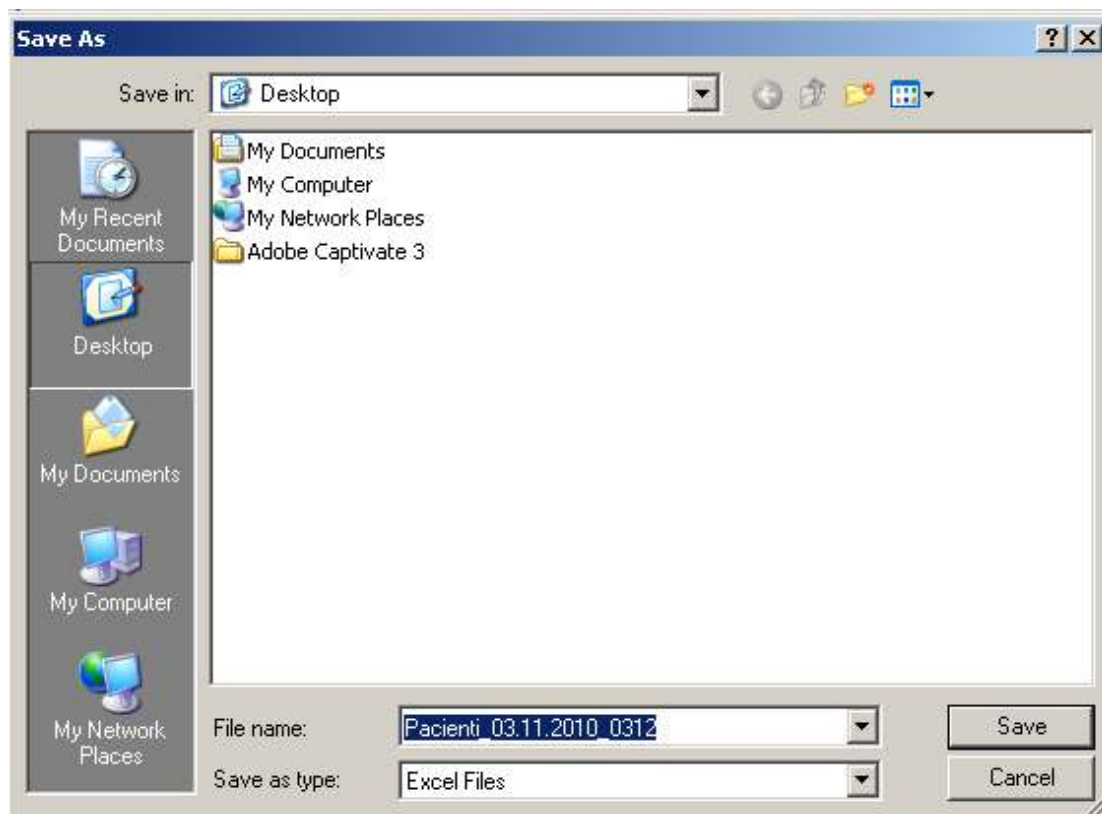 Save As
Save in:
Desktop
My Recent
Documents
Desktop
My Documents
My Computer
My Network
Places
My Documents
My Computer
My Network Places
Adobe Captivate 3
File name:
Pacienti_03.11.2010_0312
Save
Save as type:
Excel Files
Cancel